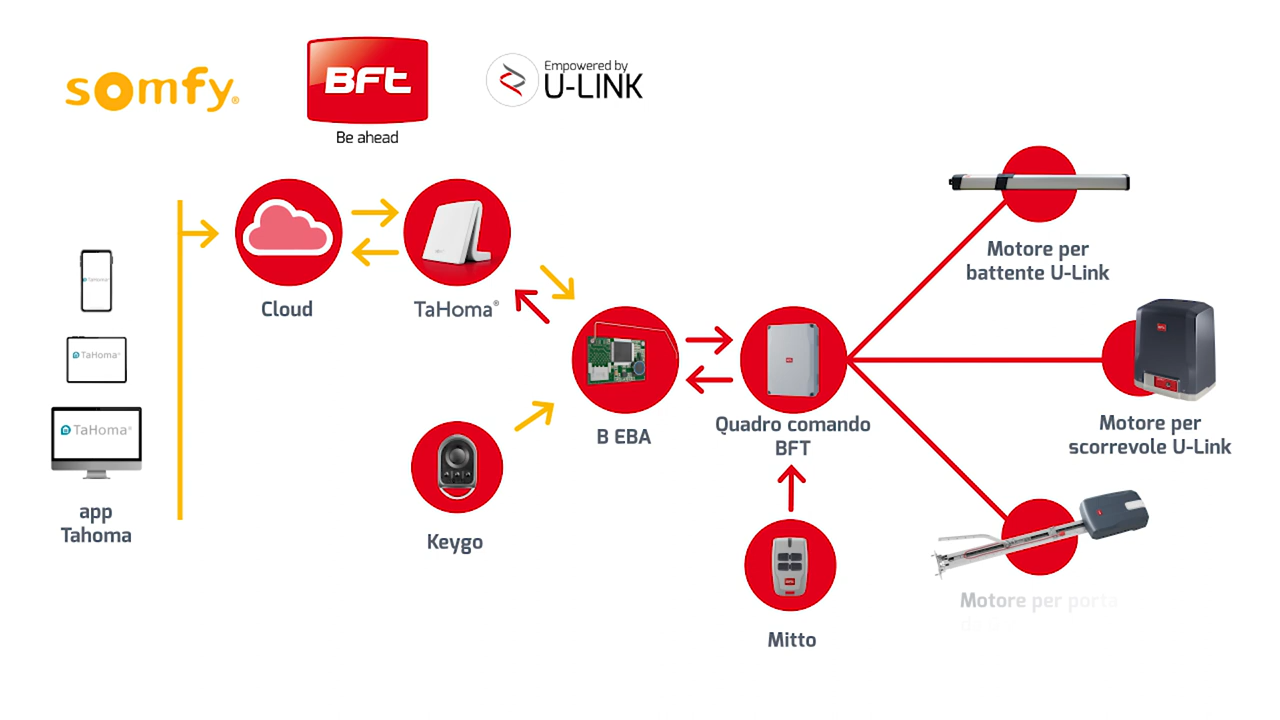 somfy®
BFT
Be ahead
Empowered by
U-LINK
Cloud
TaHoma®
TaHoma®
TaHoma®
TaHoma®
app
Tahoma
Keygo
B EBA
Quadro comando
BFT
Mitto
Motore per
battente U-Link
Motore per
scorrevole U-Link
Motore per porta